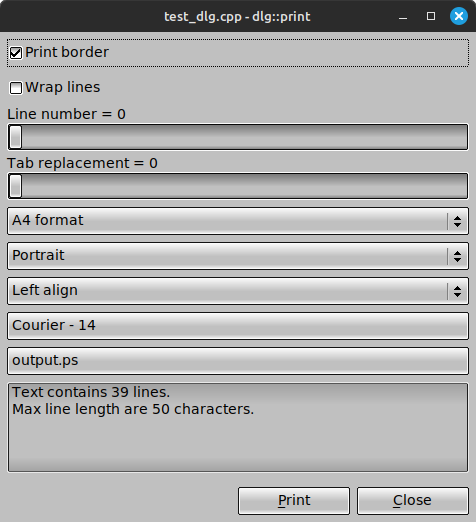 test_dlg.cpp - dlg::print
Print border
Wrap lines
Line number = 0
Tab replacement = 0
A4 format
Portrait
Left align
Courier - 14
output.ps
Text contains 39 lines.
Max line length are 50 characters.
Print
Close